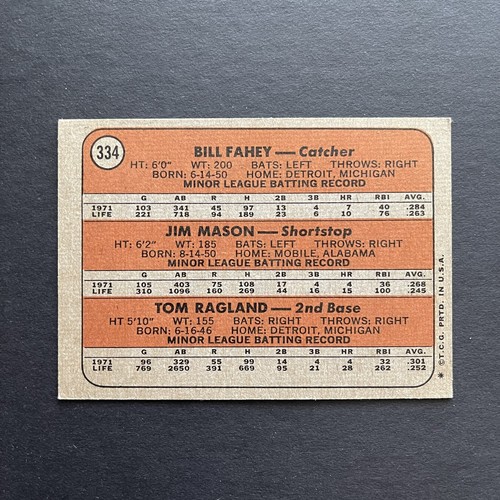 334
BILL FAHEY — Catcher
HT: 6'0" WT: 200 BATS: LEFT THROWS: RIGHT
BORN: 6-14-50 HOME: DETROIT, MICHIGAN
MINOR LEAGUE BATTING RECORD
G AB R H 2B 3B HR RBI AVG.
1971 103 341 45 97 13 4 7 40 .284
LIFE 221 718 94 189 23 6 10 76 .263
JIM MASON — Shortstop
HT: 6'2" WT: 185 BATS: LEFT THROWS: RIGHT
BORN: 8-14-50 HOME: MOBILE, ALABAMA
MINOR LEAGUE BATTING RECORD
G AB R H 2B 3B HR RBI AVG.
1971 105 403 75 108 17 4 4 36 .268
LIFE 310 1096 160 269 44 16 15 100 .245
TOM RAGLAND — 2nd Base
HT 5'10" WT: 155 BATS: RIGHT THROWS: RIGHT
BORN: 6-16-46 HOME: DETROIT, MICHIGAN
MINOR LEAGUE BATTING RECORD
G AB R H 2B 3B HR RBI AVG.
1971 96 329 55 99 14 4 4 32 .301
LIFE 769 2650 391 669 95 21 28 262 .252
* ©T.C.G. PRTD. IN U.S.A.